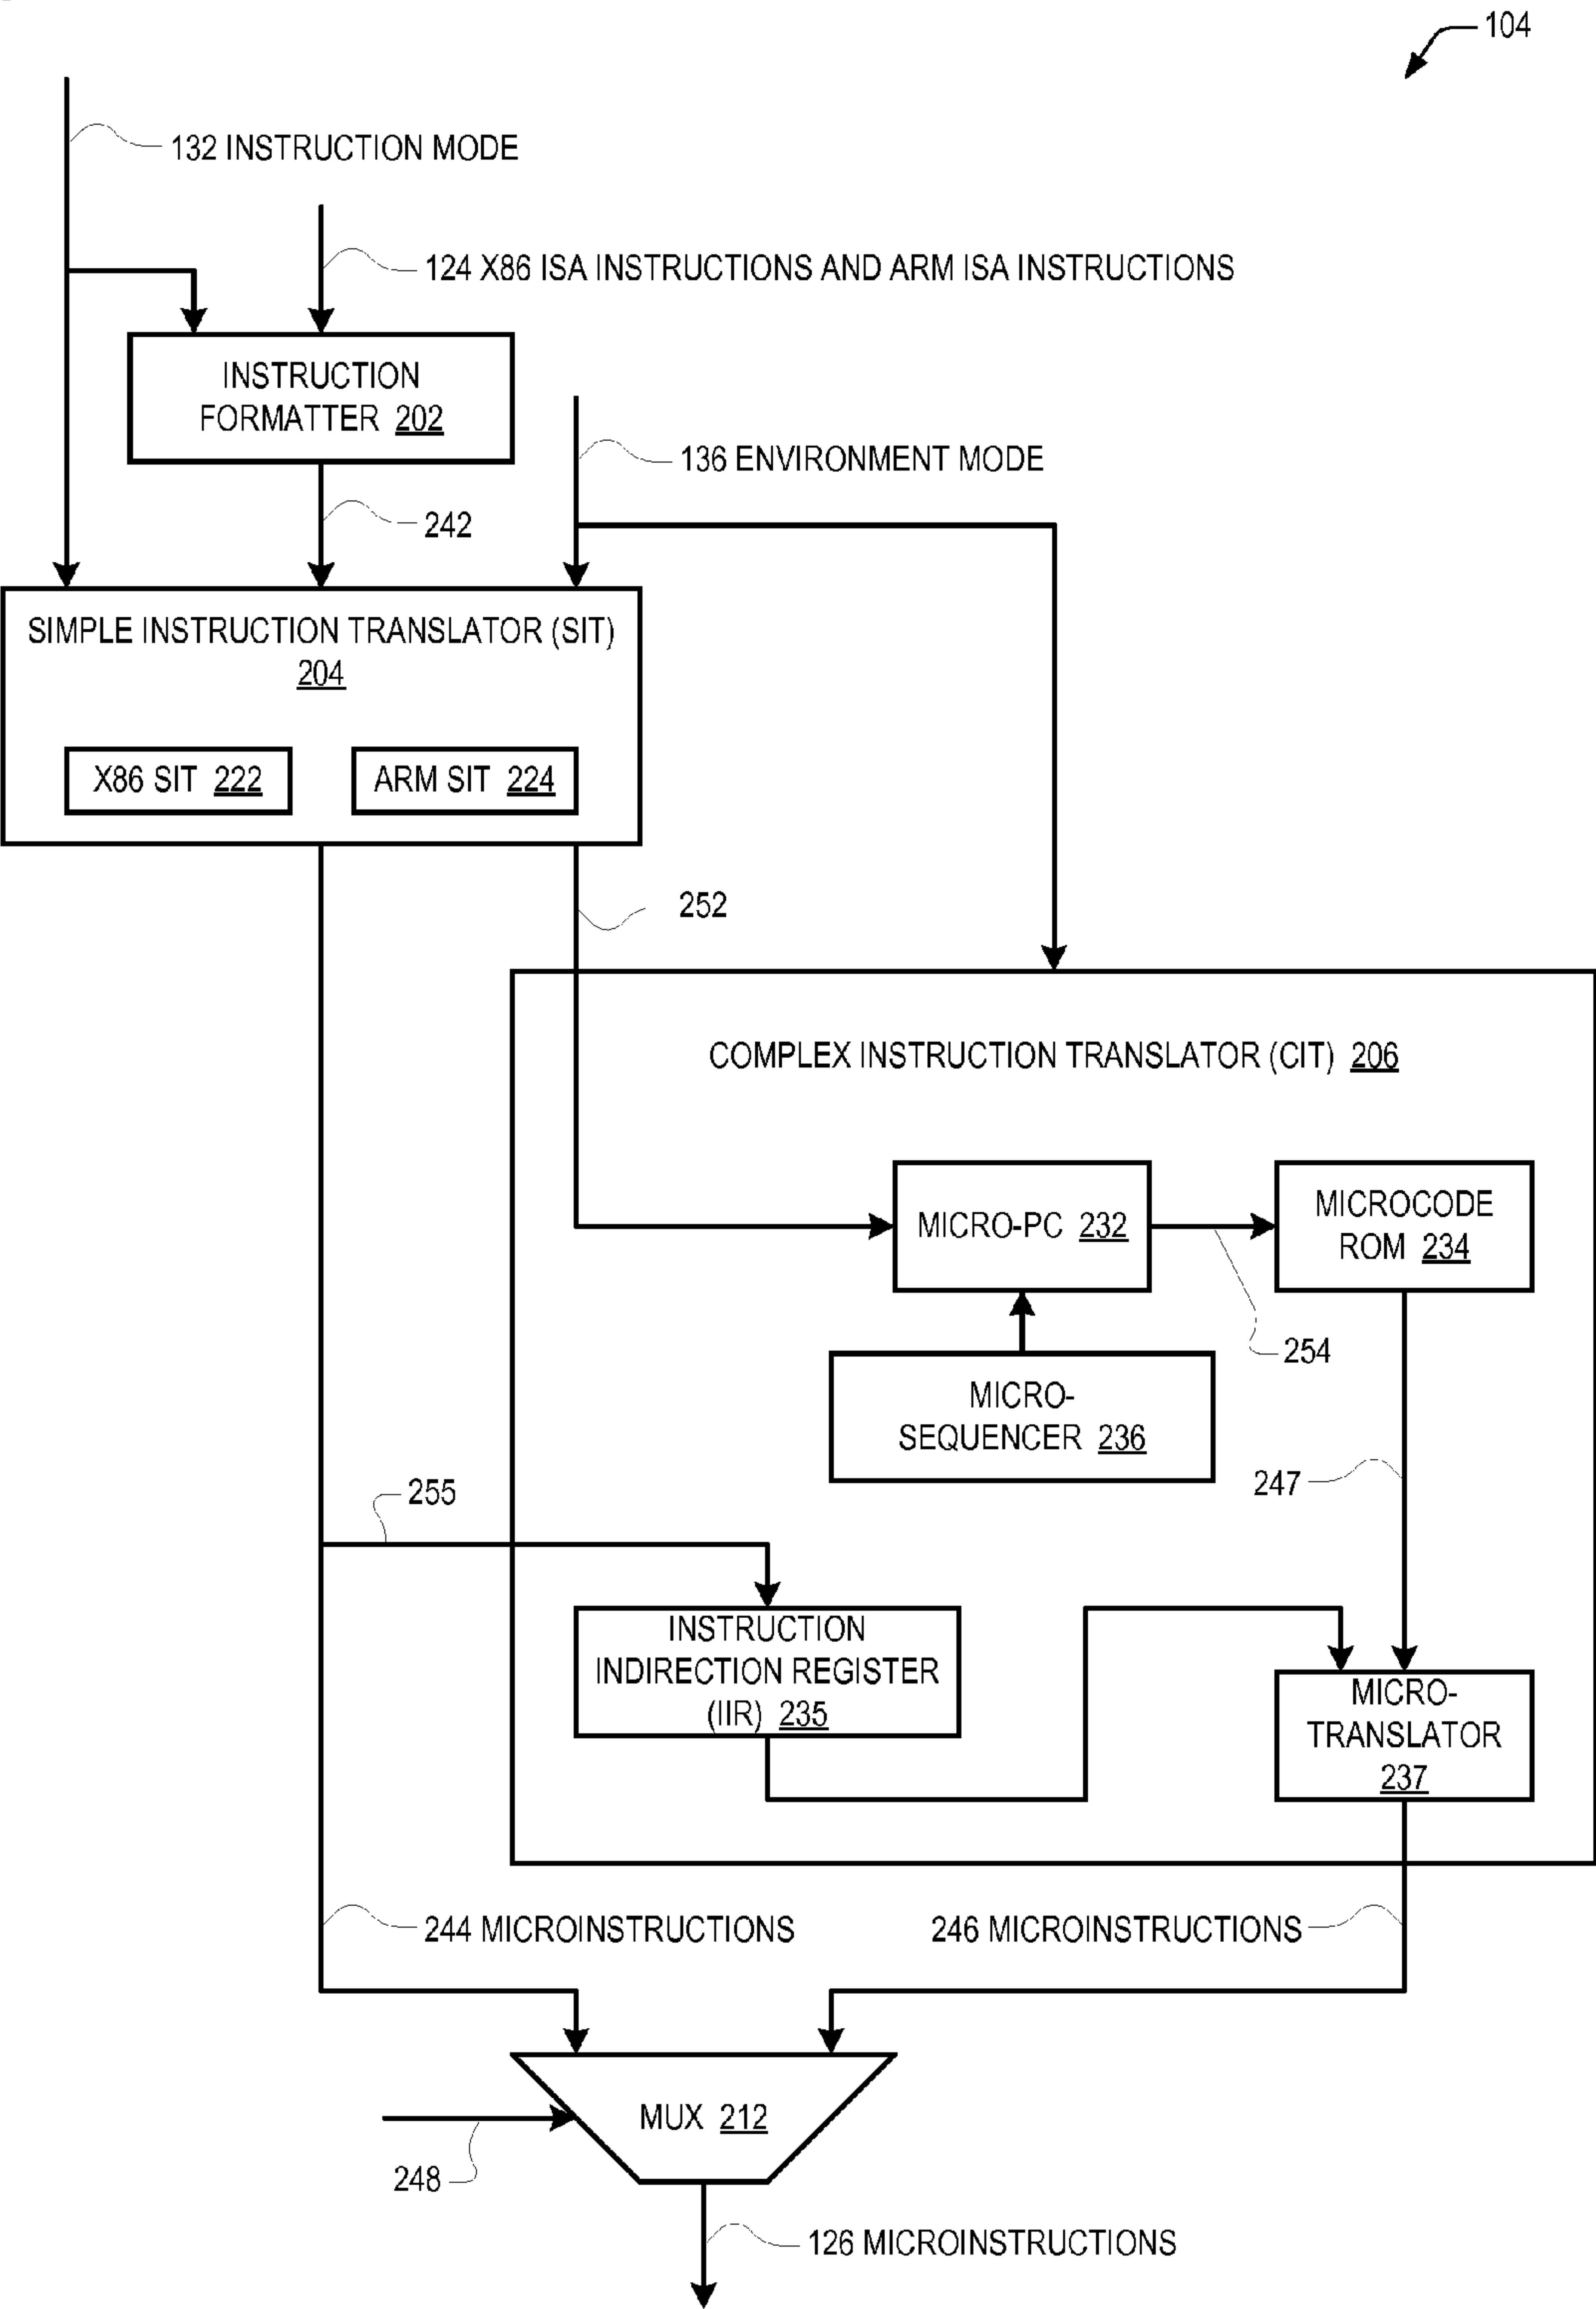 104
132 INSTRUCTION MODE
124 X86 ISA INSTRUCTIONS AND ARM ISA INSTRUCTIONS
INSTRUCTION
FORMATTER 202
136 ENVIRONMENT MODE
242
SIMPLE INSTRUCTION TRANSLATOR (SIT)
204
X86 SIT 222
ARM SIT 224
252
COMPLEX INSTRUCTION TRANSLATOR (CIT) 206
MICRO-PC 232
MICROCODE
ROM 234
254
MICRO-
SEQUENCER 236
247
255
INSTRUCTION
INDIRECTION REGISTER
(IIR) 235
MICRO-
TRANSLATOR
237
244 MICROINSTRUCTIONS
246 MICROINSTRUCTIONS
MUX 212
248
126 MICROINSTRUCTIONS